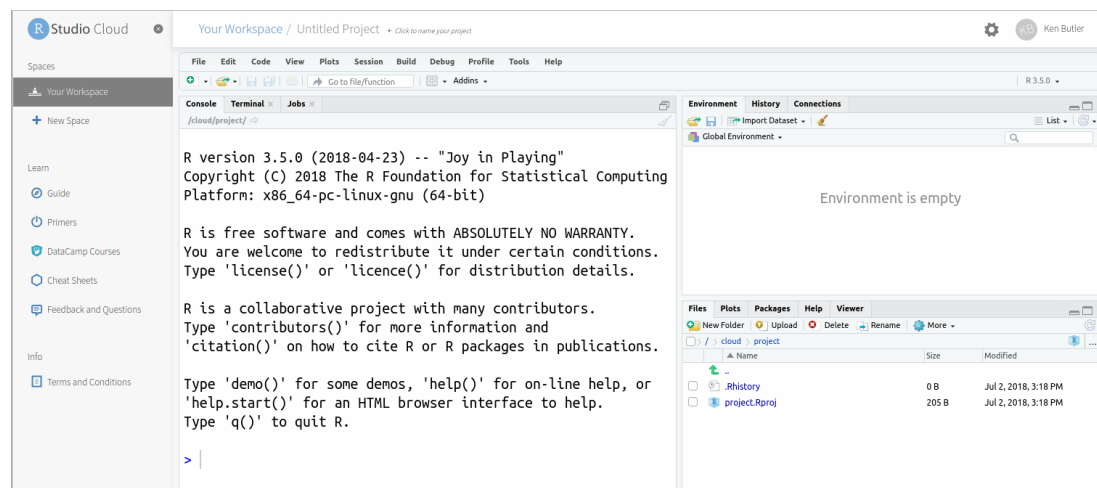 R Studio Cloud
Your Workspace / Untitled Project ← Click to name your project
KB Ken Butler
Spaces
Your Workspace
New Space
Learn
Guide
Primers
DataCamp Courses
Cheat Sheets
Feedback and Questions
Info
Terms and Conditions
File Edit Code View Plots Session Build Debug Profile Tools Help
Go to file/function Addins R 3.5.0
Console Terminal × Jobs ×
/cloud/project/
R version 3.5.0 (2018-04-23) -- "Joy in Playing"
Copyright (C) 2018 The R Foundation for Statistical Computing
Platform: x86_64-pc-linux-gnu (64-bit)
R is free software and comes with ABSOLUTELY NO WARRANTY.
You are welcome to redistribute it under certain conditions.
Type 'license()' or 'licence()' for distribution details.
R is a collaborative project with many contributors.
Type 'contributors()' for more information and
'citation()' on how to cite R or R packages in publications.
Type 'demo()' for some demos, 'help()' for on-line help, or
'help.start()' for an HTML browser interface to help.
Type 'q()' to quit R.
>
Environment History Connections
Import Dataset List
Global Environment
Environment is empty
Files Plots Packages Help Viewer
New Folder Upload Delete Rename More
/ > cloud > project R ...
▲ Name Size Modified
..
.Rhistory 0 B Jul 2, 2018, 3:18 PM
project.Rproj 205 B Jul 2, 2018, 3:18 PM